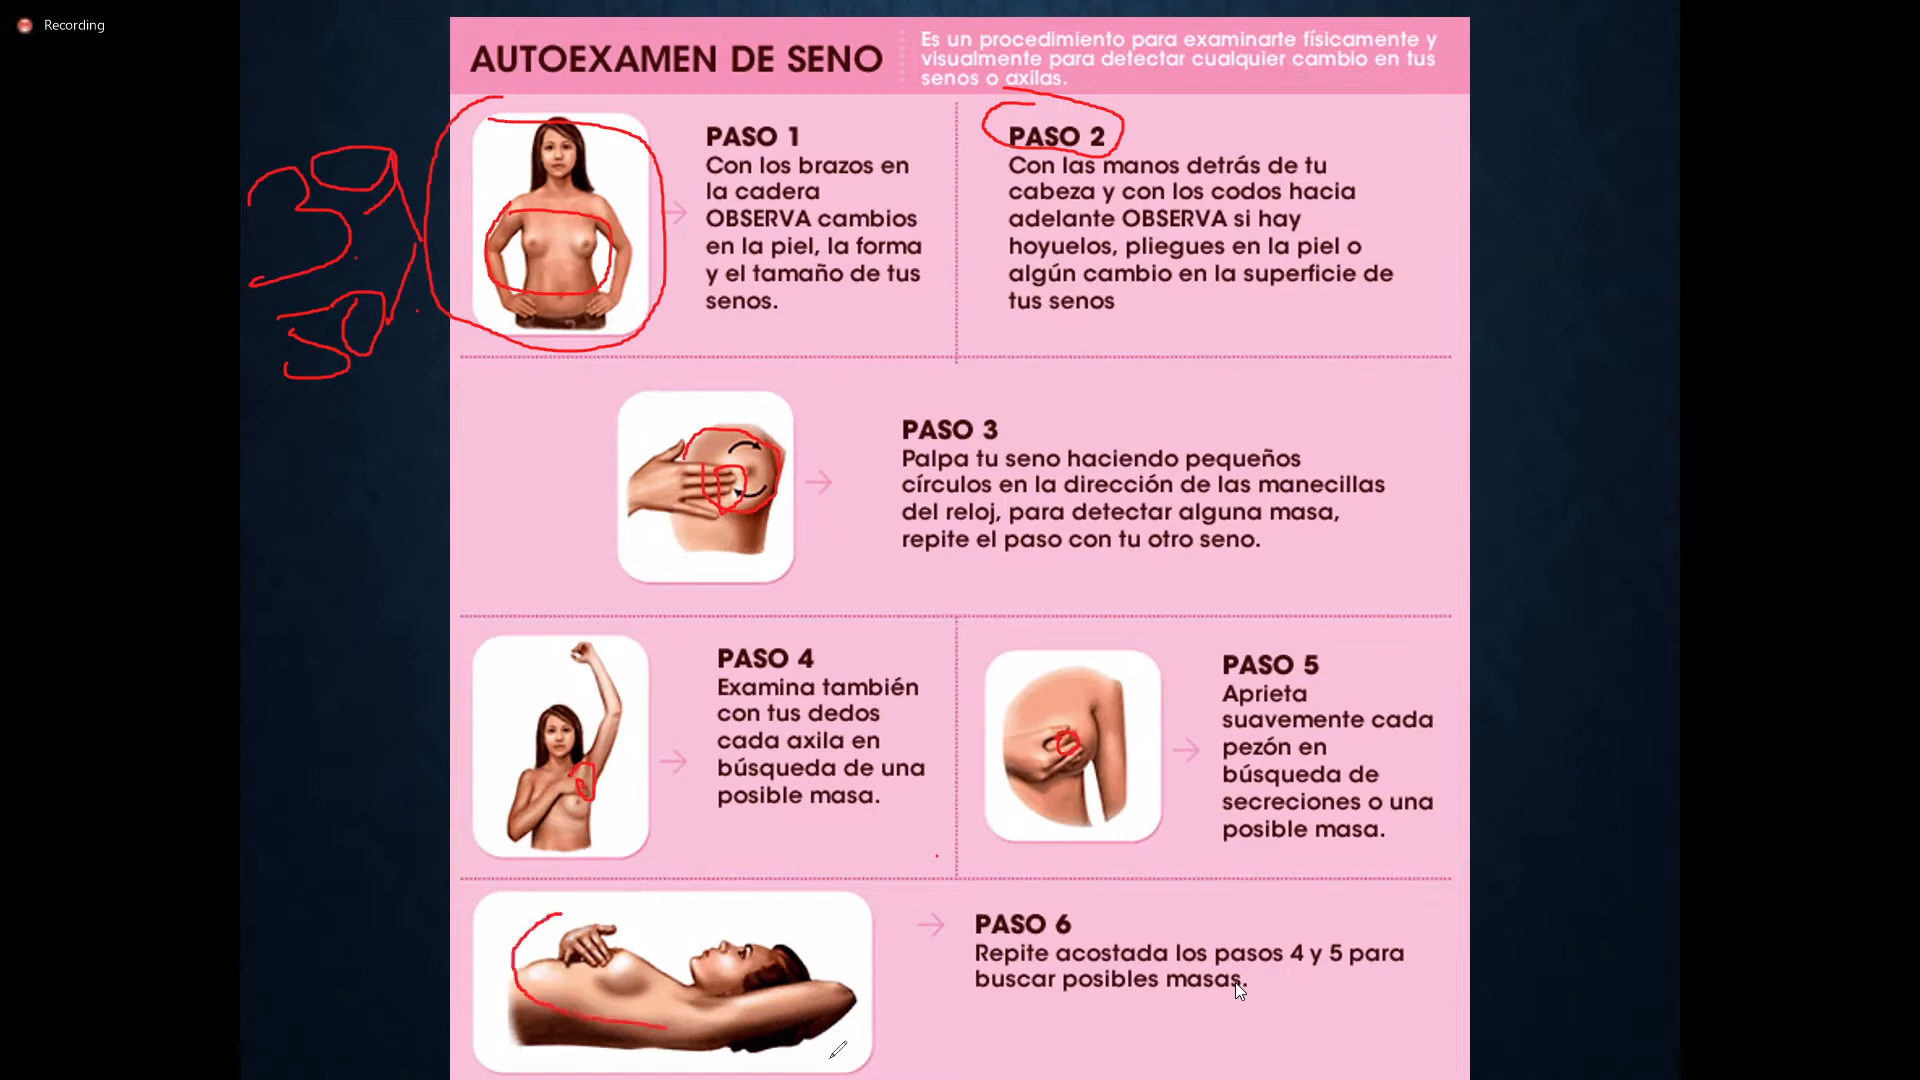 Recording
AUTOEXAMEN DE SENO
Es un procedimiento para examinarte físicamente y
visualmente para detectar cualquier cambio en tus
senos o axilas.
PASO 1
Con los brazos en
la cadera
OBSERVA cambios
en la piel, la forma
y el tamaño de tus
senos.
PASO 2
Con las manos detrás de tu
cabeza y con los codos hacia
adelante OBSERVA si hay
hoyuelos, pliegues en la piel o
algún cambio en la superficie de
tus senos
PASO 3
Palpa tu seno haciendo pequeños
círculos en la dirección de las manecillas
del reloj, para detectar alguna masa,
repite el paso con tu otro seno.
PASO 4
Examina también
con tus dedos
cada axila en
búsqueda de una
posible masa.
PASO 5
Aprieta
suavemente cada
pezón en
búsqueda de
secreciones o una
posible masa.
PASO 6
Repite acostada los pasos 4 y 5 para
buscar posibles masas.